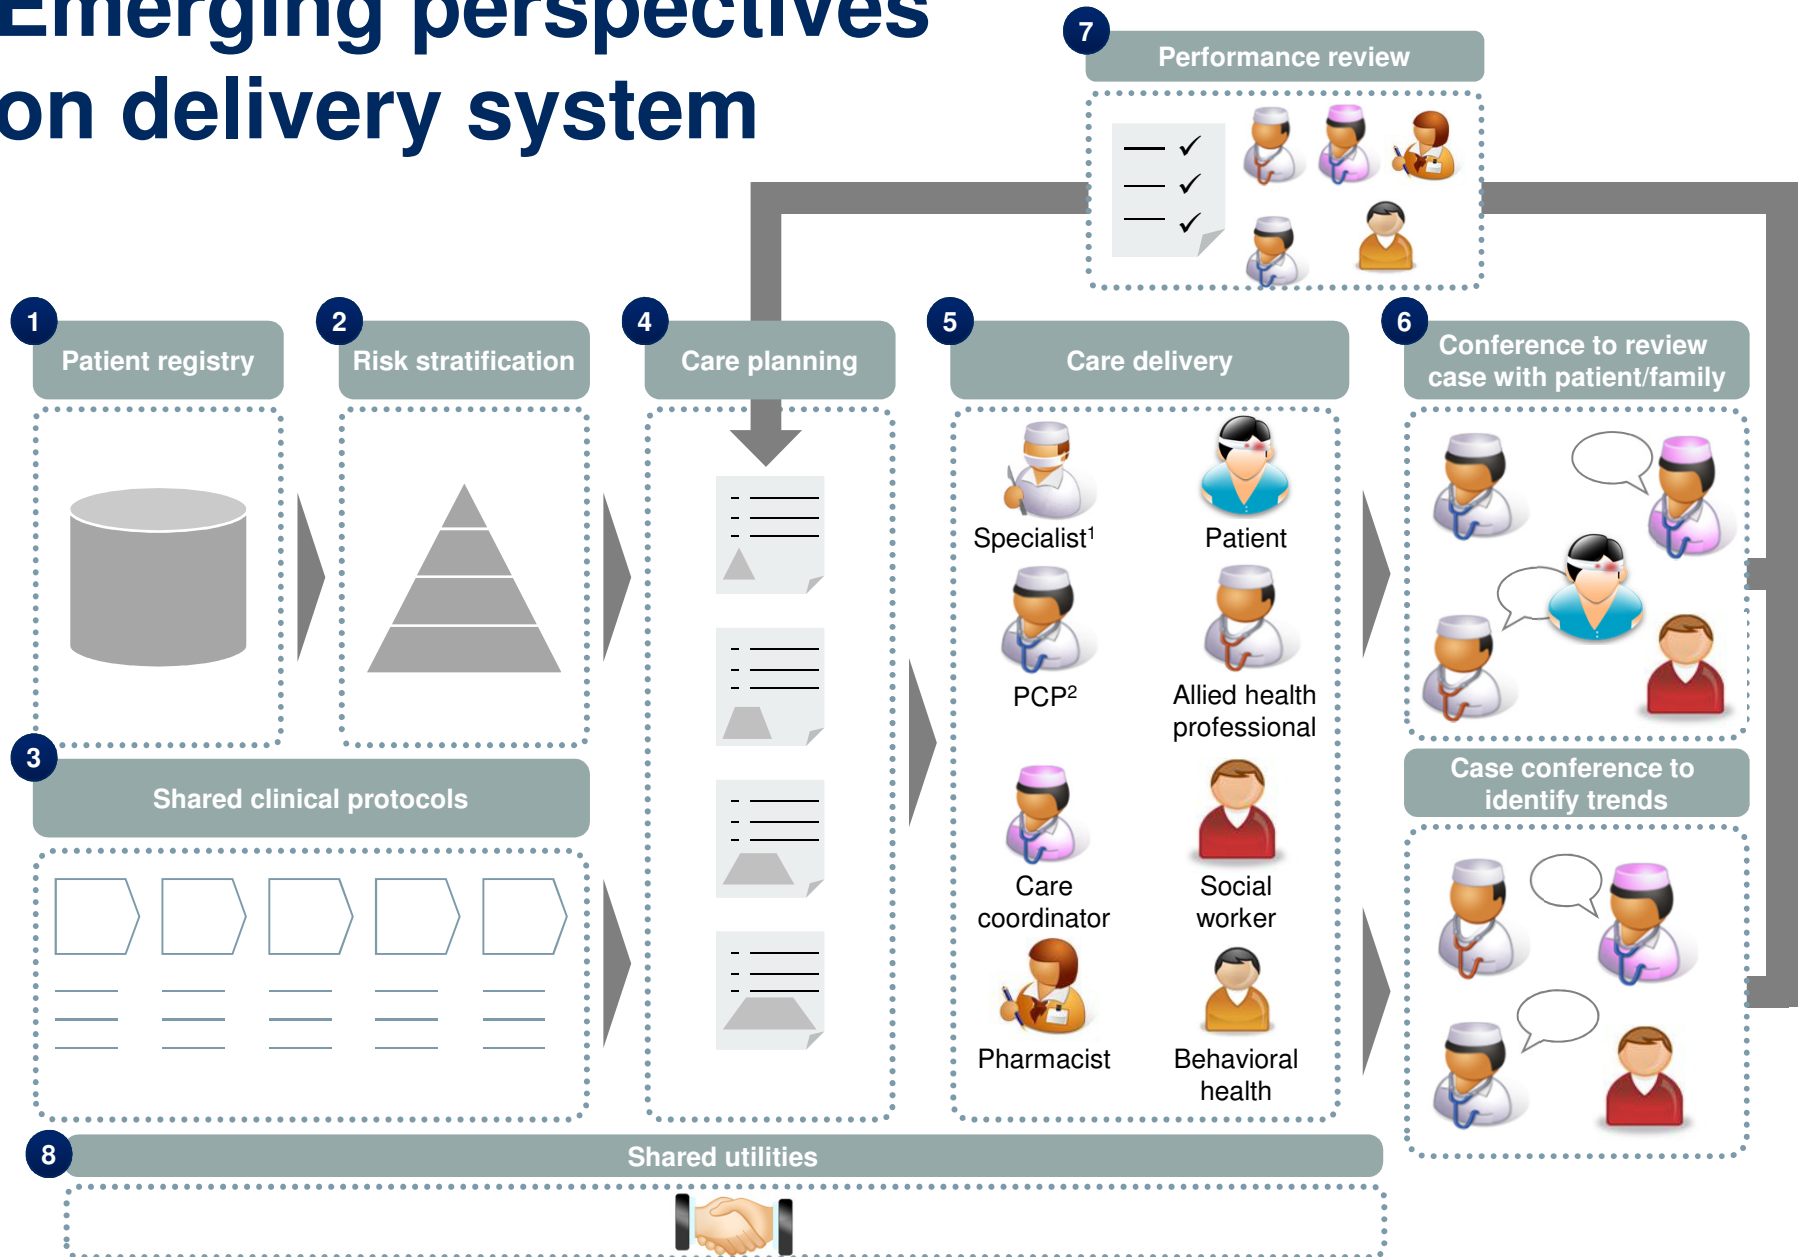 Emerging perspectives
on delivery system
7
Performance review
1
Patient registry
2
Risk stratification
4
Care planning
5
Care delivery
6
Conference to review
case with patient/family
Specialist¹
Patient
PCP²
Allied health
professional
3
Shared clinical protocols
Case conference to
identify trends
Care
coordinator
Social
worker
Pharmacist
Behavioral
health
8
Shared utilities